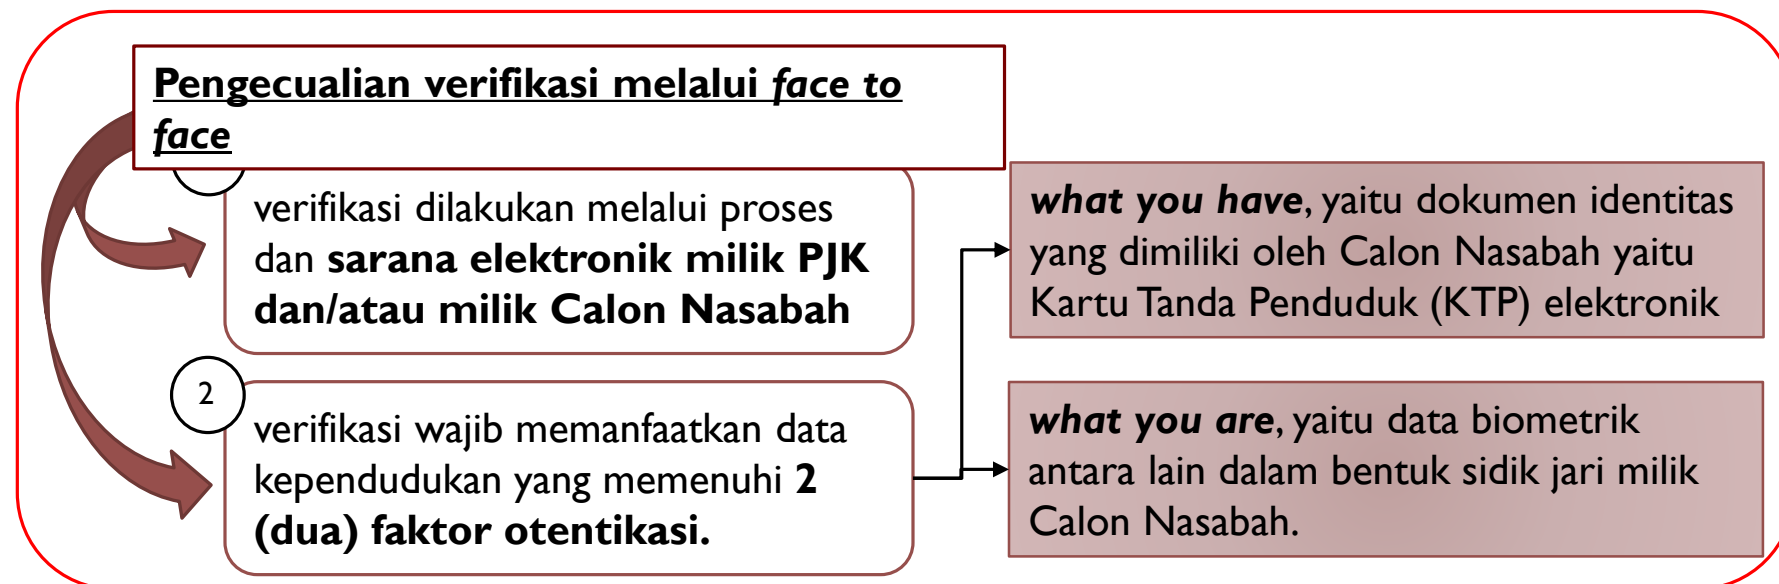 Pengecualian verifikasi melalui face to
face
verifikasi dilakukan melalui proses
dan sarana elektronik milik PJK
dan/atau milik Calon Nasabah
2
verifikasi wajib memanfaatkan data
kependudukan yang memenuhi 2
(dua) faktor otentikasi.
what you have, yaitu dokumen identitas
yang dimiliki oleh Calon Nasabah yaitu
Kartu Tanda Penduduk (KTP) elektronik
what you are, yaitu data biometrik
antara lain dalam bentuk sidik jari milik
Calon Nasabah.